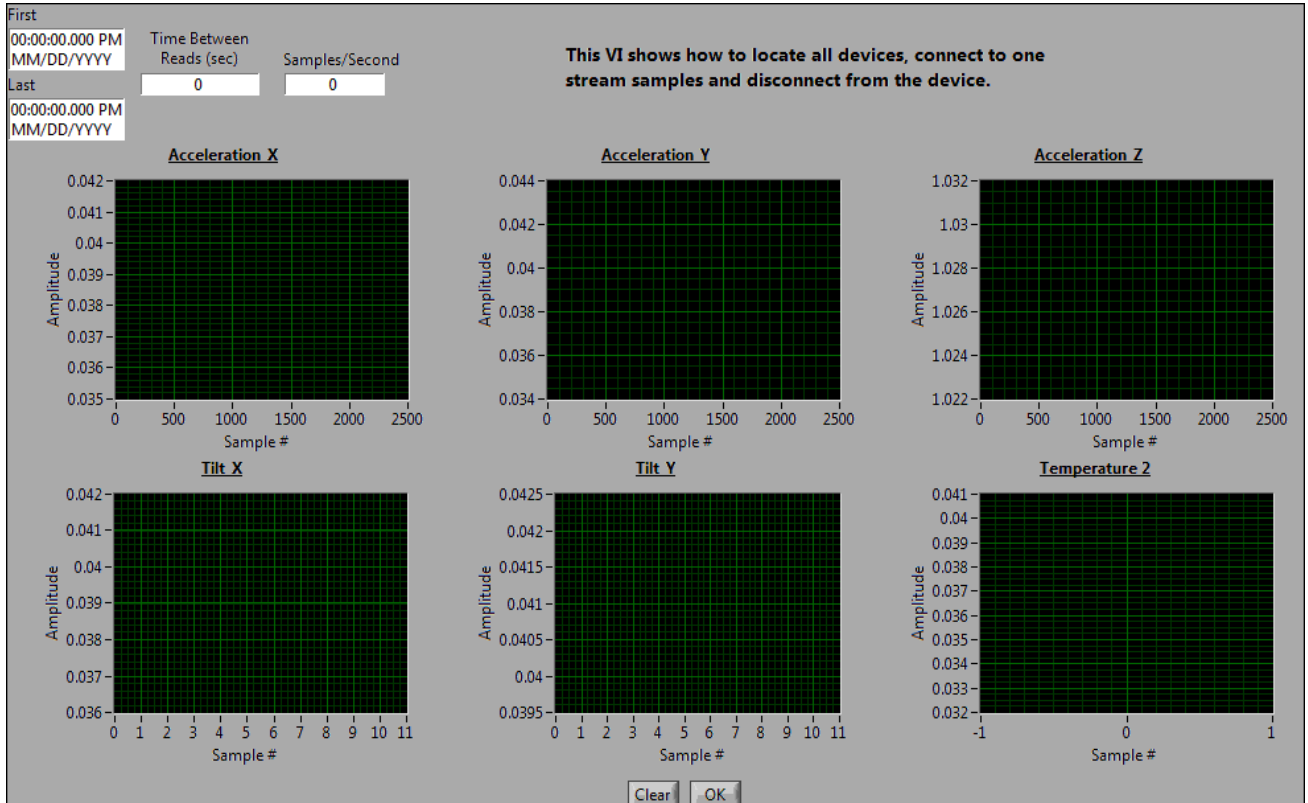 First
00:00:00.000 PM
MM/DD/YYYY
Last
00:00:00.000 PM
MM/DD/YYYY
Time Between
Reads (sec)
0
Samples/Second
0
This VI shows how to locate all devices, connect to one
stream samples and disconnect from the device.
Acceleration X
0.042
0.041
0.04
0.039
0.038
0.037
0.036
0.035
Amplitude
0 500 1000 1500 2000 2500
Sample #
Acceleration Y
0.044
0.042
0.04
0.038
0.036
0.034
Amplitude
0 500 1000 1500 2000 2500
Sample #
Acceleration Z
1.032
1.03
1.028
1.026
1.024
1.022
Amplitude
0 500 1000 1500 2000 2500
Sample #
Tilt X
0.042
0.041
0.04
0.039
0.038
0.037
0.036
Amplitude
0 1 2 3 4 5 6 7 8 9 10 11
Sample #
Tilt Y
0.0425
0.042
0.0415
0.041
0.0405
0.04
0.0395
Amplitude
0 1 2 3 4 5 6 7 8 9 10 11
Sample #
Temperature 2
0.041
0.04
0.039
0.038
0.037
0.036
0.035
0.034
0.033
0.032
Amplitude
-1 0 1
Sample #
Clear
OK